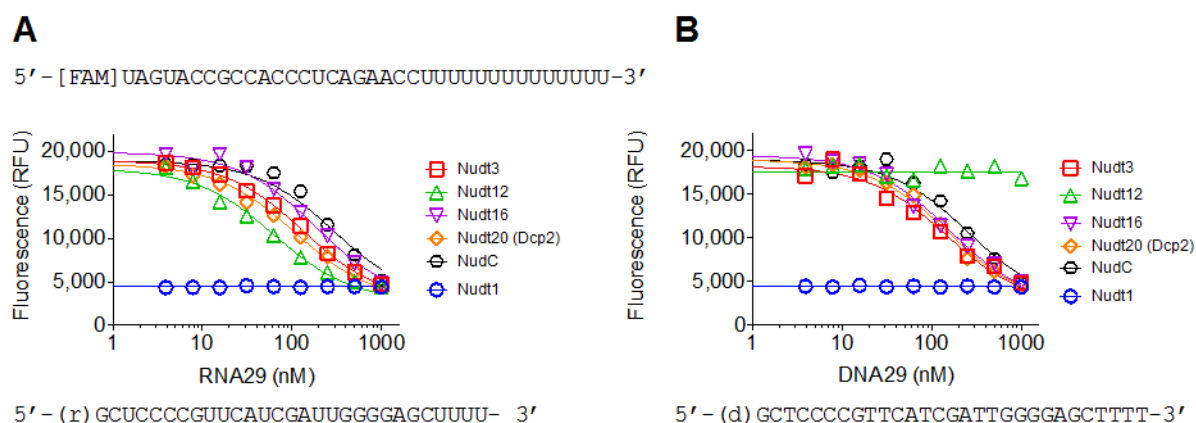 A
B
5’-[FAM]UAGUACCGCCACCCUCAGAACCUUUUUUUUUUUUUU-3’
Fluorescence (RFU)
20,000
15,000
10,000
5,000
0
1
10
100
1000
RNA29 (nM)
Nudt3
Nudt12
Nudt16
Nudt20 (Dcp2)
NudC
Nudt1
5’-(r)GCUCCCCGUUCAUCGAUUGGGGAGCUUUU- 3’
Fluorescence (RFU)
20,000
15,000
10,000
5,000
0
1
10
100
1000
DNA29 (nM)
Nudt3
Nudt12
Nudt16
Nudt20 (Dcp2)
NudC
Nudt1
5’-(d)GCTCCCCGTTCATCGATTGGGGAGCTTTT-3’